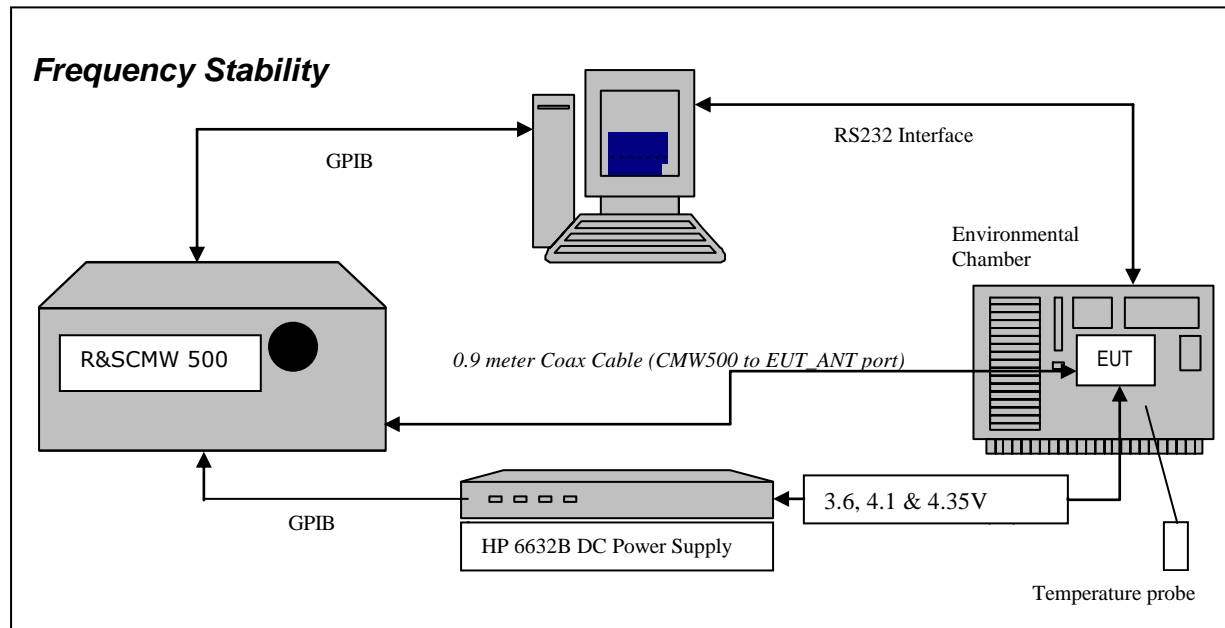 Frequency Stability
GPIB
RS232 Interface
Environmental
Chamber
R&SCMW 500
0.9 meter Coax Cable (CMW500 to EUT_ANT port)
EUT
GPIB
3.6, 4.1 & 4.35V
HP 6632B DC Power Supply
Temperature probe